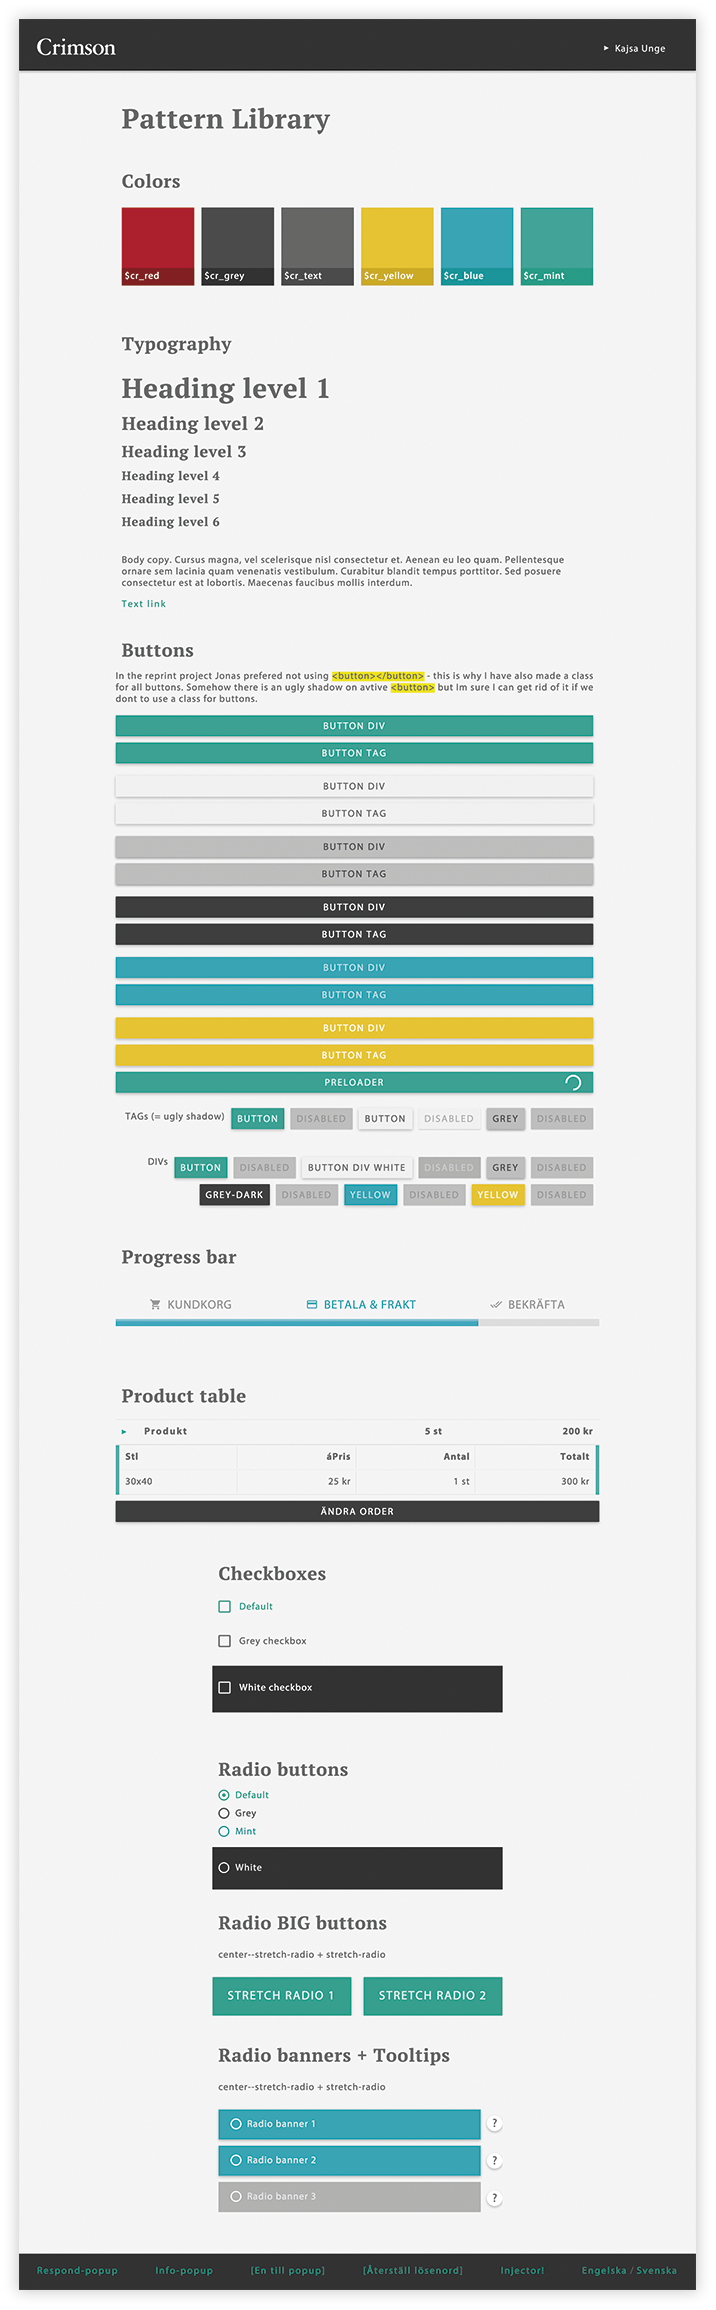 Crimson
▸ Kajsa Unge
Pattern Library
Colors
$cr_red $cr_grey $cr_text $cr_yellow $cr_blue $cr_mint
Typography
Heading level 1
Heading level 2
Heading level 3
Heading level 4
Heading level 5
Heading level 6
Body copy. Cursus magna, vel scelerisque nisl consectetur et. Aenean eu leo quam. Pellentesque
ornare sem lacinia quam venenatis vestibulum. Curabitur blandit tempus porttitor. Sed posuere
consectetur est at lobortis. Maecenas faucibus mollis interdum.
Text link
Buttons
In the reprint project Jonas prefered not using <button></button> - this is why I have also made a class
for all buttons. Somehow there is an ugly shadow on avtive <button> but Im sure I can get rid of it if we
dont to use a class for buttons.
BUTTON DIV
BUTTON TAG
BUTTON DIV
BUTTON TAG
BUTTON DIV
BUTTON TAG
BUTTON DIV
BUTTON TAG
BUTTON DIV
BUTTON TAG
BUTTON DIV
BUTTON TAG
PRELOADER
TAGs (= ugly shadow) BUTTON DISABLED BUTTON DISABLED GREY DISABLED
DIVs BUTTON DISABLED BUTTON DIV WHITE DISABLED GREY DISABLED
GREY-DARK DISABLED YELLOW DISABLED YELLOW DISABLED
Progress bar
KUNDKORG BETALA & FRAKT BEKRÄFTA
Product table
▸ Produkt 5 st 200 kr
Stl áPris Antal Totalt
30x40 25 kr 1 st 300 kr
ÄNDRA ORDER
Checkboxes
Default
Grey checkbox
White checkbox
Radio buttons
Default
Grey
Mint
White
Radio BIG buttons
center--stretch-radio + stretch-radio
STRETCH RADIO 1 STRETCH RADIO 2
Radio banners + Tooltips
center--stretch-radio + stretch-radio
Radio banner 1 ?
Radio banner 2 ?
Radio banner 3 ?
Respond-popup Info-popup [En till popup] [Återställ lösenord] Injector! Engelska / Svenska